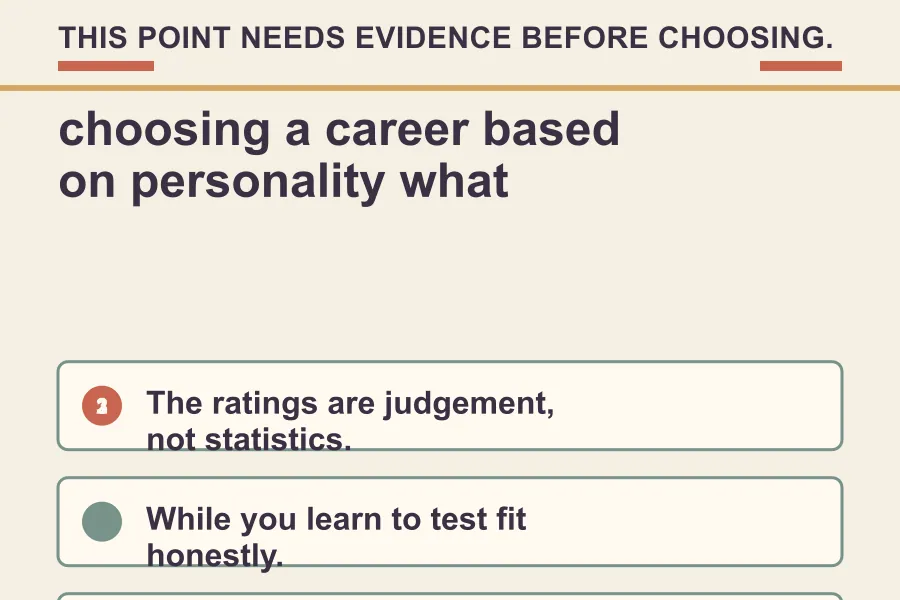 THIS POINT NEEDS EVIDENCE BEFORE CHOOSING.
choosing a career based
on personality what
The ratings are judgement,
not statistics.
While you learn to test fit
honestly.